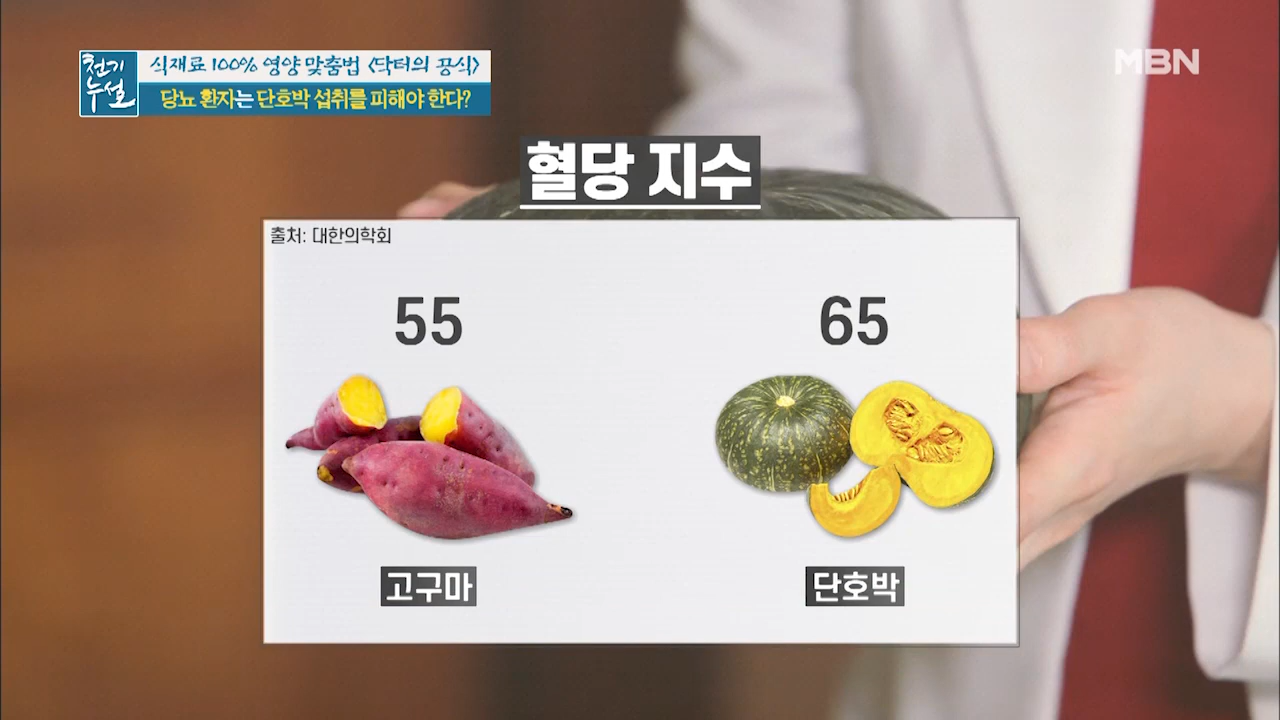 천기누설
식재료 100% 영양 맞춤법 <닥터의 공식>
당뇨 환자는 단호박 섭취를 피해야 한다?
MBN
혈당 지수
출처: 대한의학회
55
65
고구마
단호박